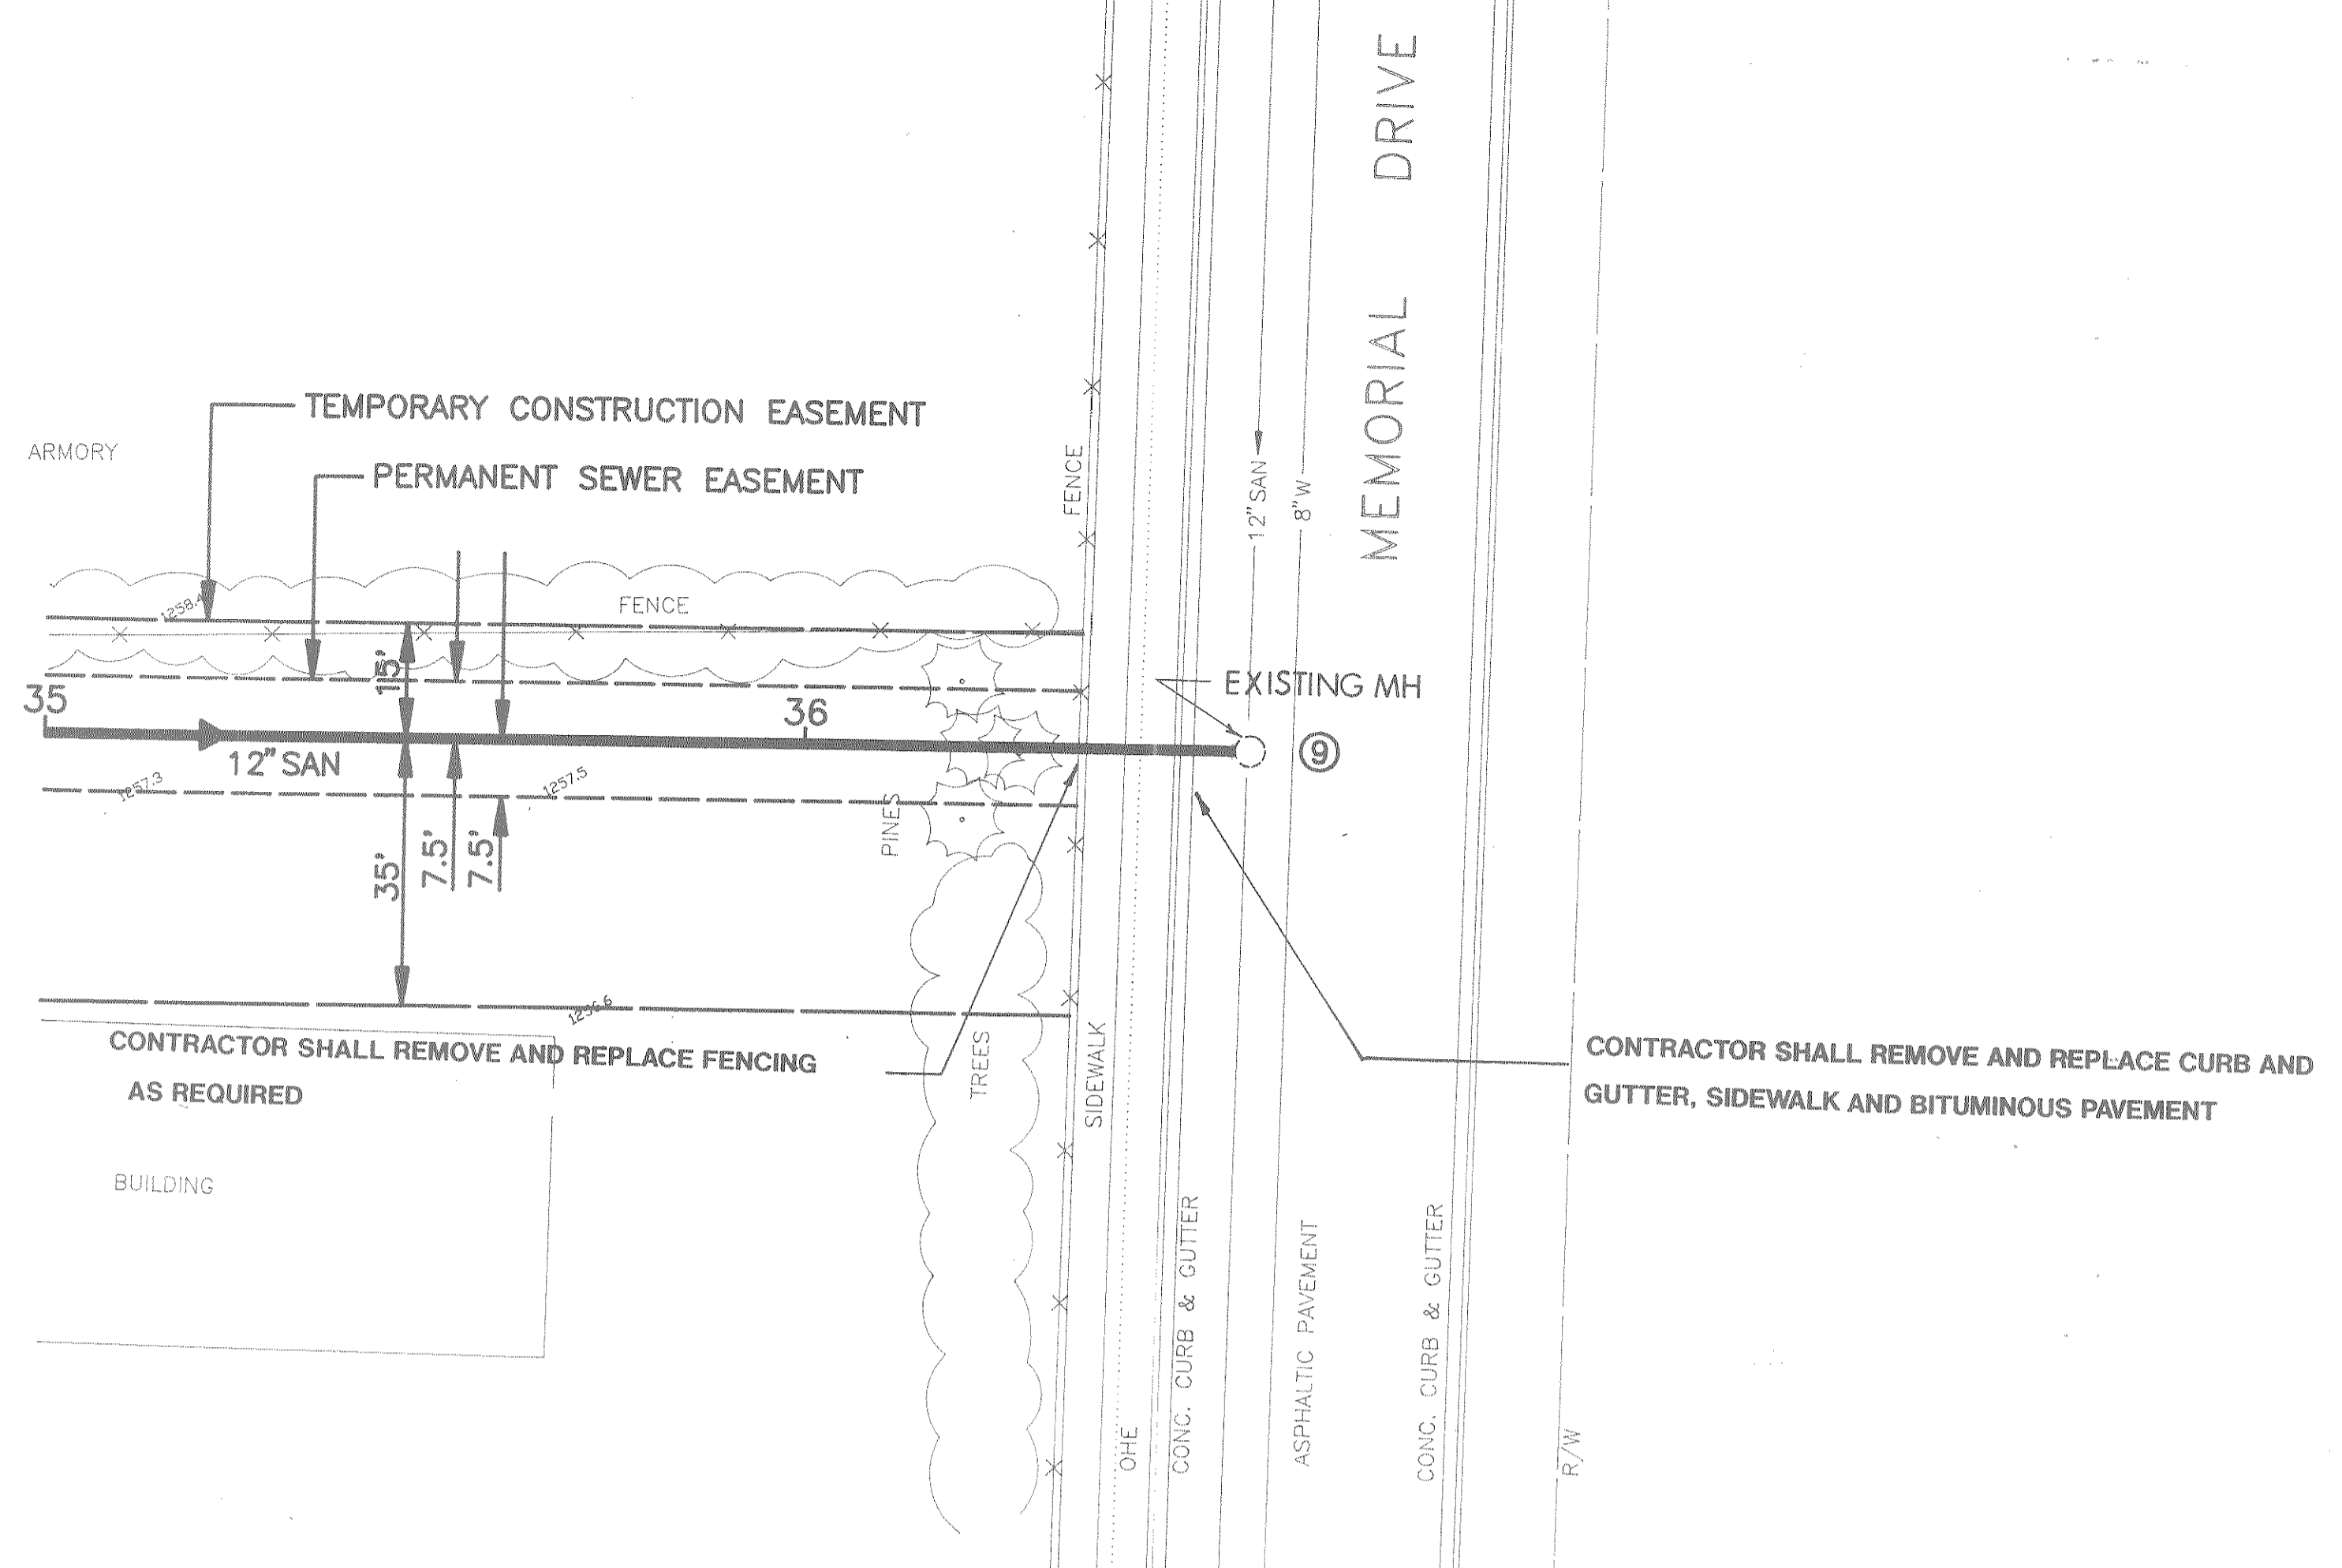 MEMORIAL DRIVE
TEMPORARY CONSTRUCTION EASEMENT
ARMORY
PERMANENT SEWER EASEMENT
FENCE
12"SAN
8"W
1258.4
FENCE
15'
EXISTING MH
35
36
12"SAN
9
1257.3
1257.5
PINES
35'
7.5'
7.5'
CONTRACTOR SHALL REMOVE AND REPLACE FENCING
AS REQUIRED
TREES
SIDEWALK
CONTRACTOR SHALL REMOVE AND REPLACE CURB AND
GUTTER, SIDEWALK AND BITUMINOUS PAVEMENT
BUILDING
OHE
CONC. CURB & GUTTER
ASPHALTIC PAVEMENT
CONC. CURB & GUTTER
R/W